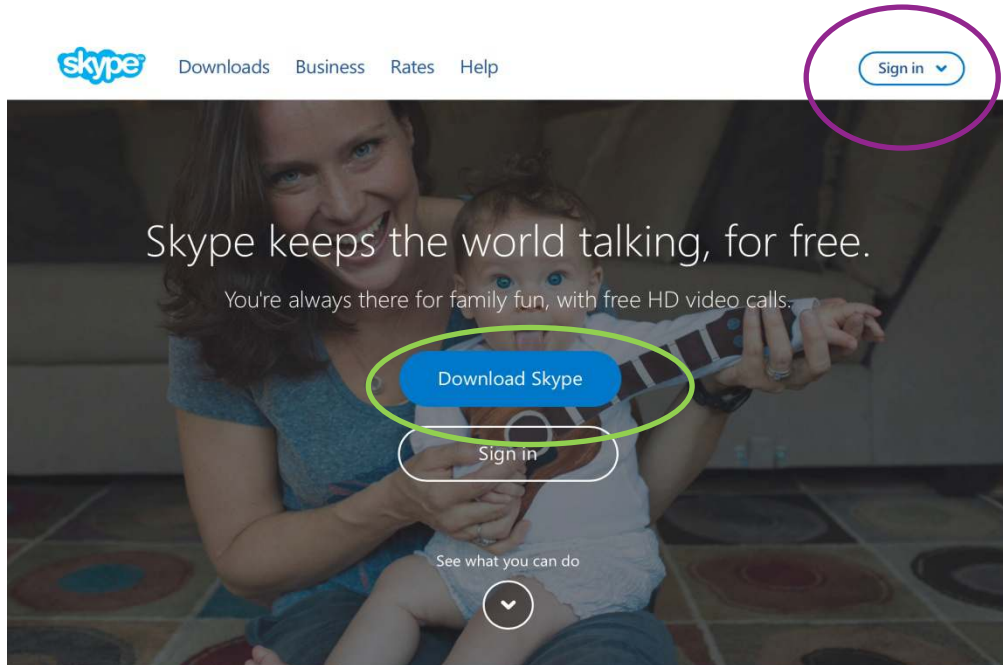 skype
Downloads Business Rates Help
Sign in
Skype keeps the world talking, for free.
You're always there for family fun, with free HD video calls.
Download Skype
Sign in
See what you can do